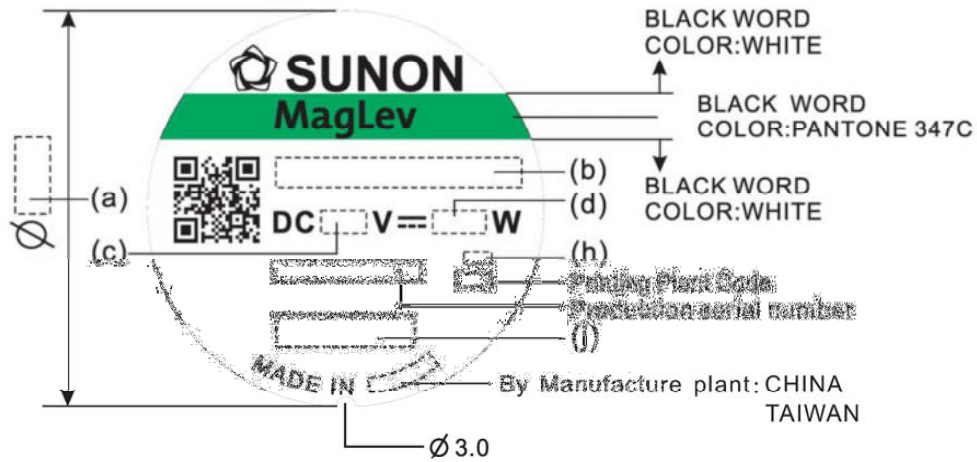 BLACK WORD
COLOR:WHITE
SUNON
MagLev
BLACK WORD
COLOR:PANTONE 347C
(a)
(b)
BLACK WORD
COLOR:WHITE
(d)
DC V W
(c)
(h)
Printing Plant Code
Production serial number
MADE IN
By Manufacture plant: CHINA
TAIWAN
Ø 3.0
Ø